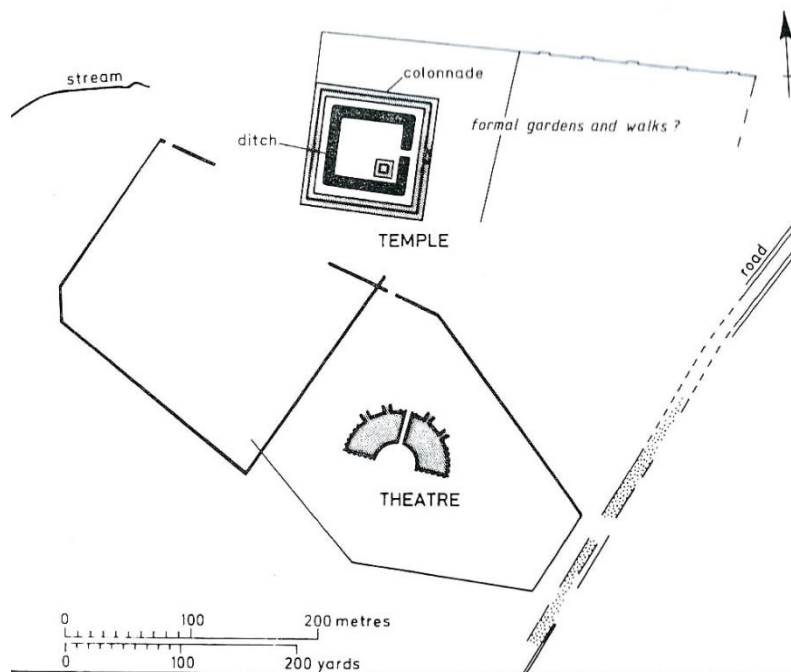 stream
colonnade
ditch
formal gardens and walks ?
TEMPLE
road
THEATRE
0 100 200 metres
0 100 200 yards